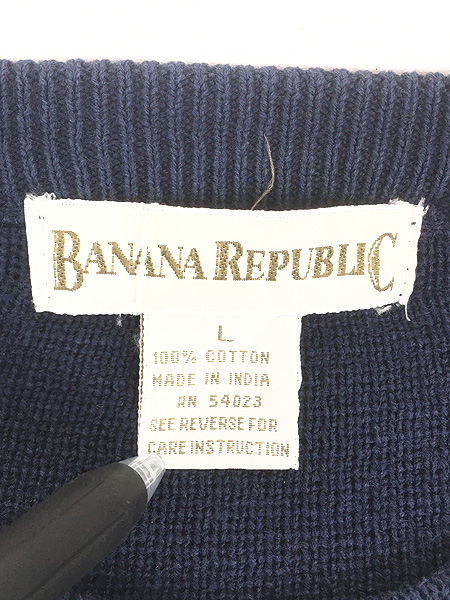 BANANA REPUBLIC
L
100% COTTON
MADE IN INDIA
RN 54023
SEE REVERSE FOR
CARE INSTRUCTION